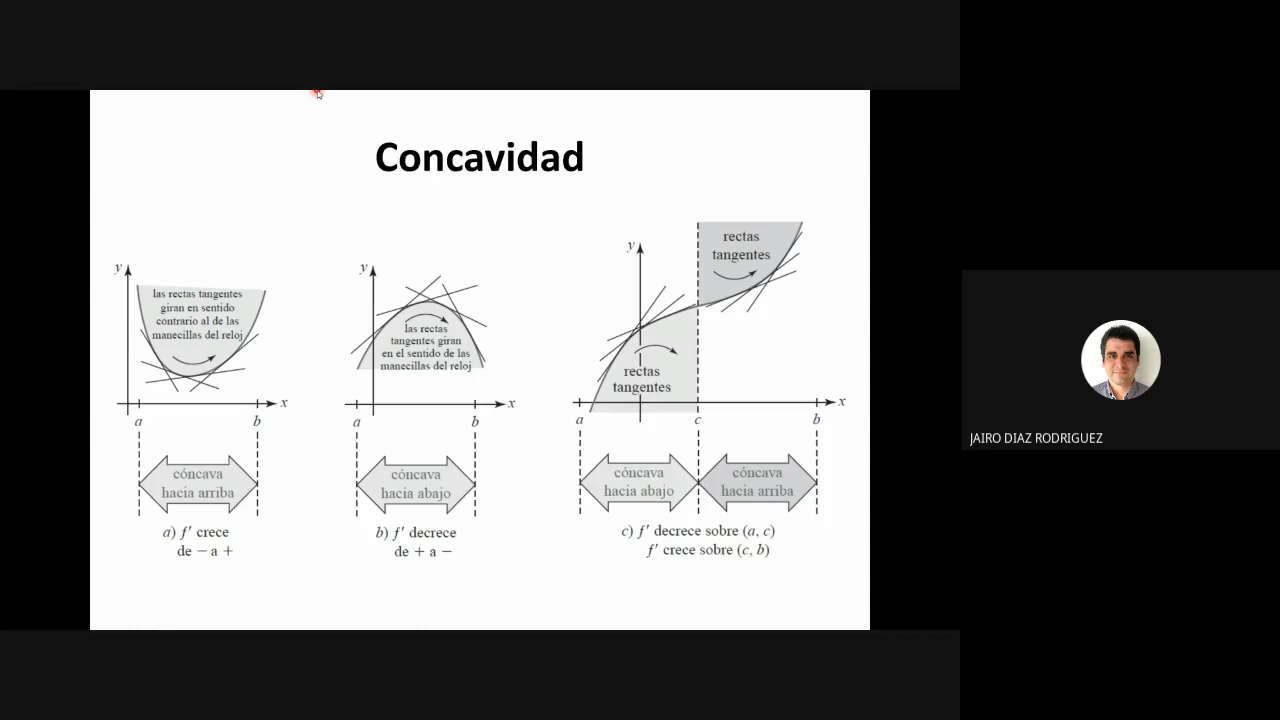 Concavidad
y
las rectas tangentes
giran en sentido
contrario al de las
manecillas del reloj
x
a
b
cóncava
hacia arriba
a) f′ crece
de − a +
y
las rectas
tangentes giran
en el sentido de las
manecillas del reloj
x
a
b
cóncava
hacia abajo
b) f′ decrece
de + a −
y
rectas
tangentes
rectas
tangentes
x
a
c
b
cóncava
hacia abajo
cóncava
hacia arriba
c) f′ decrece sobre (a, c)
f′ crece sobre (c, b)
JAIRO DIAZ RODRIGUEZ